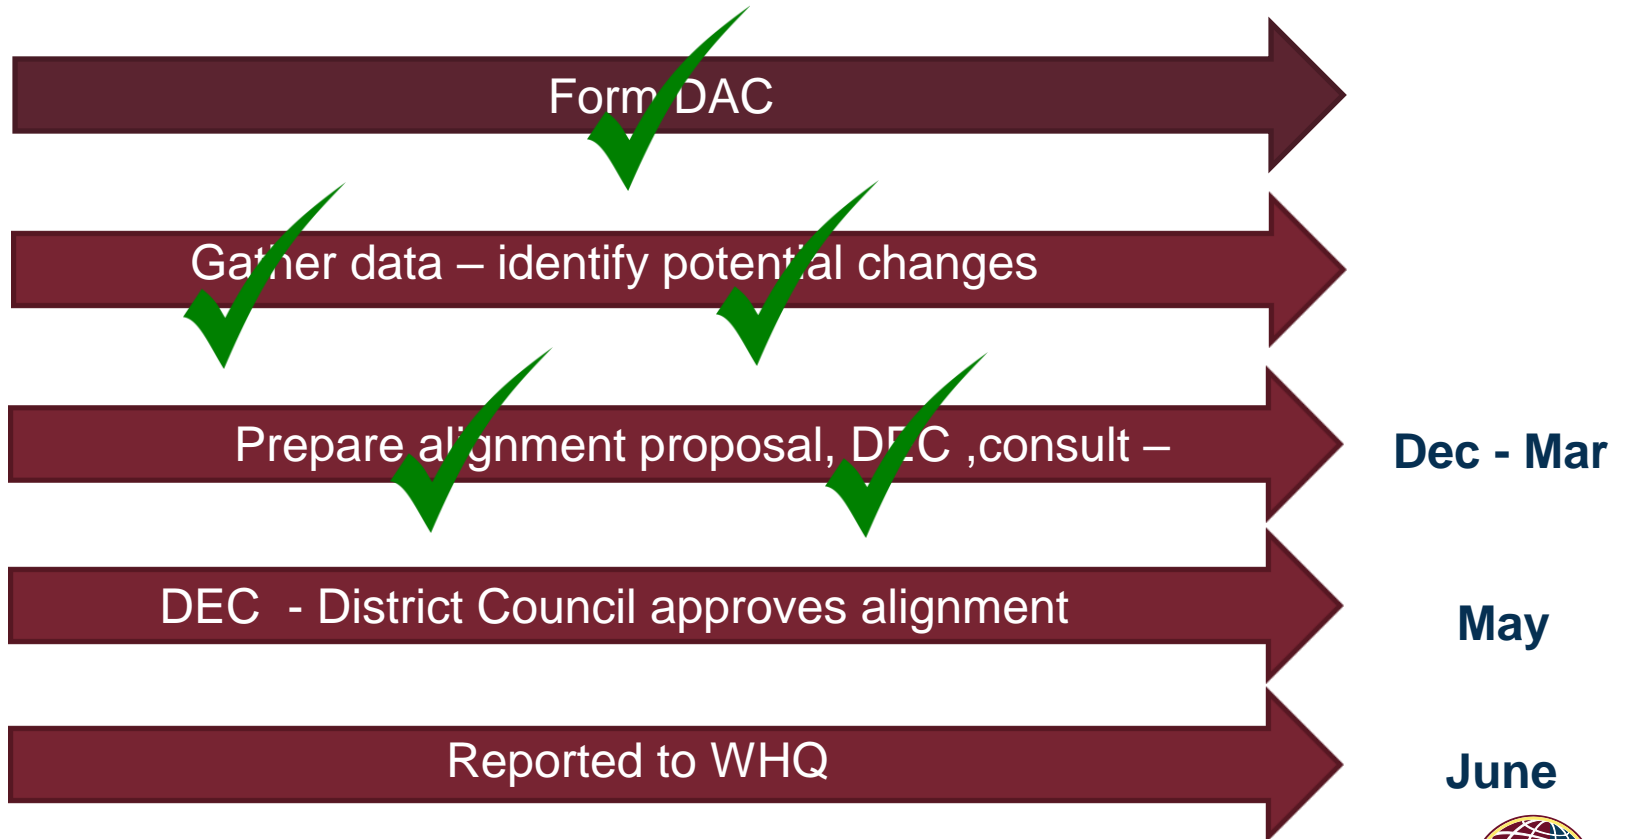 Form DAC
Gather data – identify potential changes
Prepare alignment proposal, DEC ,consult –
Dec - Mar
DEC - District Council approves alignment
May
Reported to WHQ
June